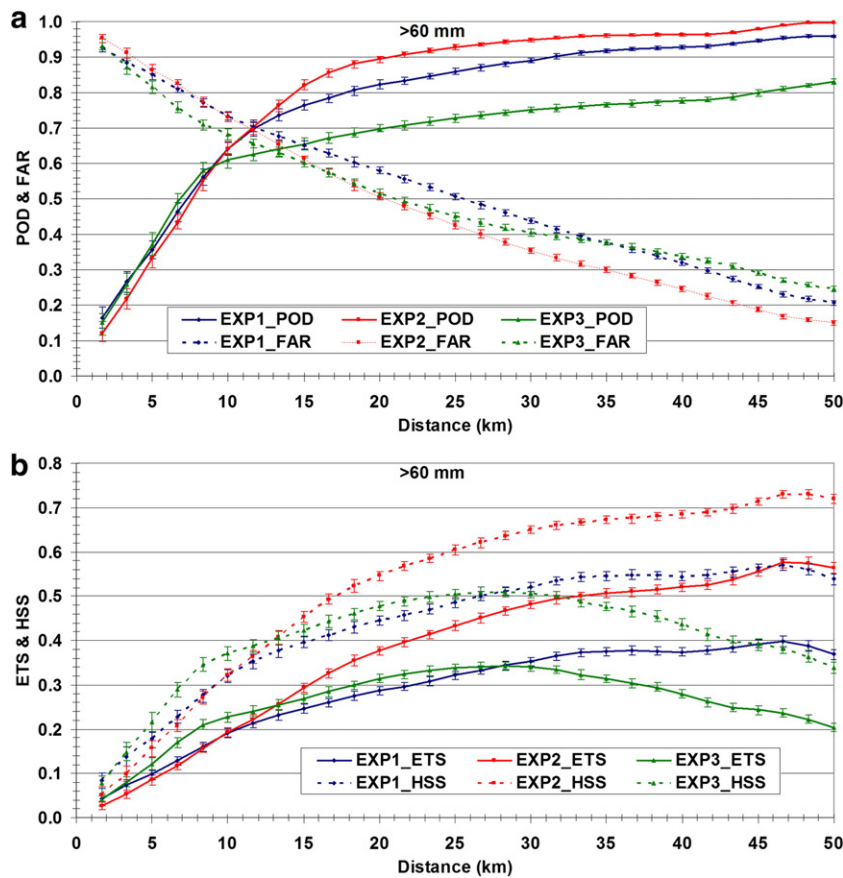 a
>60 mm
1.0
0.9
0.8
0.7
0.6
0.5
0.4
0.3
0.2
0.1
0.0
POD & FAR
EXP1_POD EXP2_POD EXP3_POD
EXP1_FAR EXP2_FAR EXP3_FAR
0 5 10 15 20 25 30 35 40 45 50
Distance (km)
b
>60 mm
0.8
0.7
0.6
0.5
0.4
0.3
0.2
0.1
0.0
ETS & HSS
EXP1_ETS EXP2_ETS EXP3_ETS
EXP1_HSS EXP2_HSS EXP3_HSS
0 5 10 15 20 25 30 35 40 45 50
Distance (km)